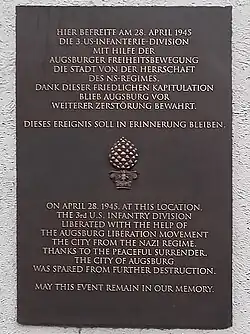 HIER BEFREITE AM 28. APRIL 1945
DIE 3.US-INFANTERIE-DIVISION
MIT HILFE DER
AUGSBURGER FREIHEITSBEWEGUNG
DIE STADT VON DER HERRSCHAFT
DES NS-REGIMES.
DANK DIESER FRIEDLICHEN KAPITULATION
BLIEB AUGSBURG VOR
WEITERER ZERSTÖRUNG BEWAHRT.
DIESES EREIGNIS SOLL IN ERINNERUNG BLEIBEN.
ON APRIL 28. 1945, AT THIS LOCATION,
THE 3rd U.S. INFANTRY DIVISION
LIBERATED WITH THE HELP OF
THE AUGSBURG LIBERATION MOVEMENT
THE CITY FROM THE NAZI REGIME.
THANKS TO THE PEACEFUL SURRENDER,
THE CITY OF AUGSBURG
WAS SPARED FROM FURTHER DESTRUCTION.
MAY THIS EVENT REMAIN IN OUR MEMORY.